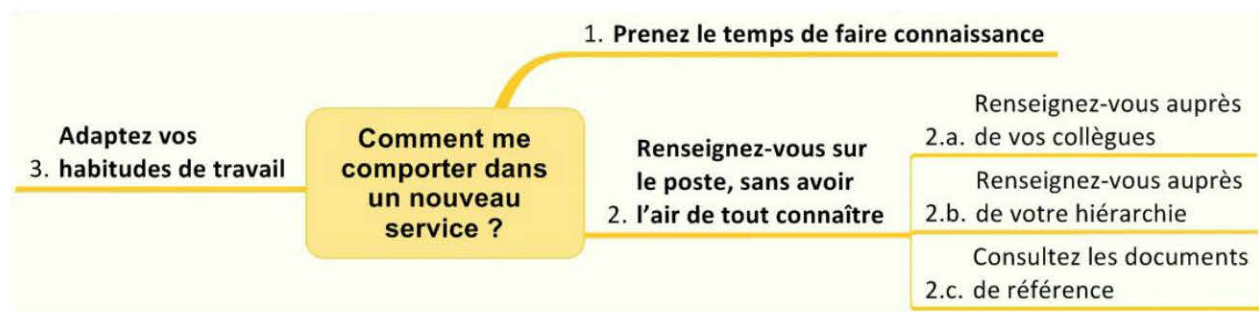 Comment me
comporter dans
un nouveau
service ?
1. Prenez le temps de faire connaissance
Renseignez-vous sur
le poste, sans avoir
2. l’air de tout connaître
Renseignez-vous auprès
2.a. de vos collègues
Renseignez-vous auprès
2.b. de votre hiérarchie
Consultez les documents
2.c. de référence
Adaptez vos
3. habitudes de travail